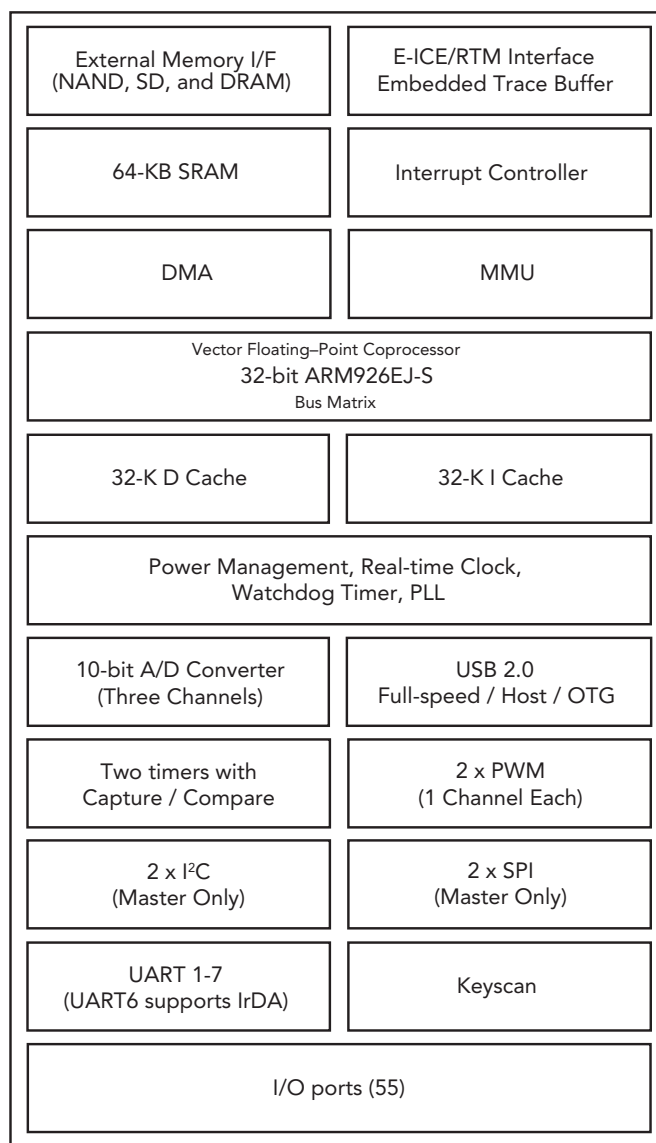 External Memory I/F
(NAND, SD, and DRAM)
E-ICE/RTM Interface
Embedded Trace Buffer
64-KB SRAM
Interrupt Controller
DMA
MMU
Vector Floating–Point Coprocessor
32-bit ARM926EJ-S
Bus Matrix
32-K D Cache
32-K I Cache
Power Management, Real-time Clock,
Watchdog Timer, PLL
10-bit A/D Converter
(Three Channels)
USB 2.0
Full-speed / Host / OTG
Two timers with
Capture / Compare
2 x PWM
(1 Channel Each)
2 x I²C
(Master Only)
2 x SPI
(Master Only)
UART 1-7
(UART6 supports IrDA)
Keyscan
I/O ports (55)